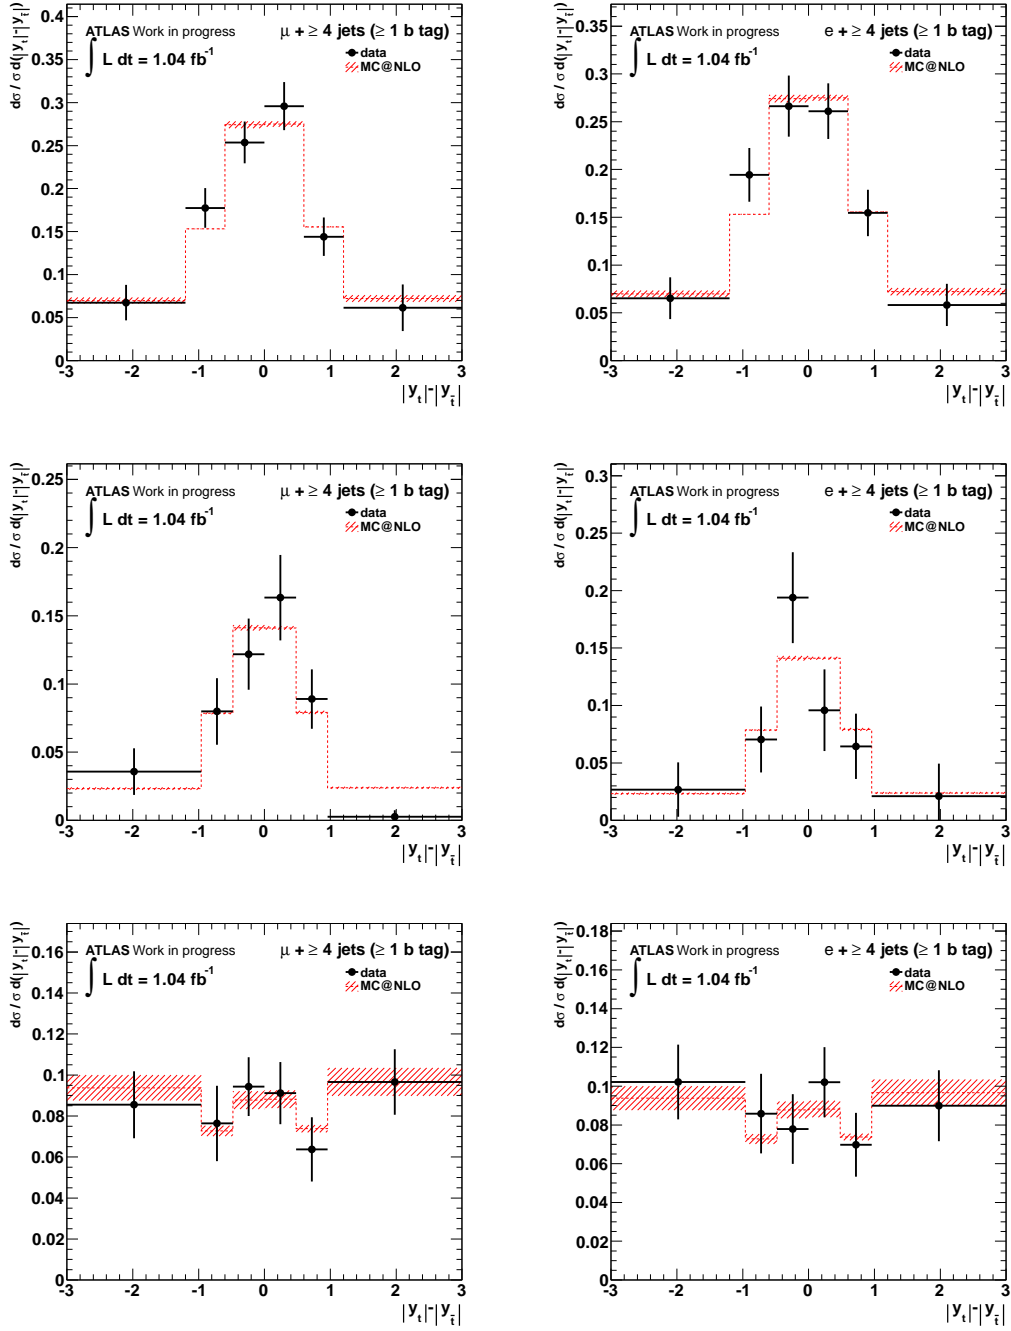 dσ / σ d(|y_t|-|y_t̄|)
ATLAS Work in progress
∫ L dt = 1.04 fb⁻¹
μ + ≥ 4 jets (≥ 1 b tag)
data
MC@NLO
0.4
0.35
0.3
0.25
0.2
0.15
0.1
0.05
0
-3 -2 -1 0 1 2 3
|y_t|-|y_t̄|
dσ / σ d(|y_t|-|y_t̄|)
ATLAS Work in progress
∫ L dt = 1.04 fb⁻¹
e + ≥ 4 jets (≥ 1 b tag)
data
MC@NLO
0.35
0.3
0.25
0.2
0.15
0.1
0.05
0
-3 -2 -1 0 1 2 3
|y_t|-|y_t̄|
dσ / σ d(|y_t|-|y_t̄|)
ATLAS Work in progress
∫ L dt = 1.04 fb⁻¹
μ + ≥ 4 jets (≥ 1 b tag)
data
MC@NLO
0.25
0.2
0.15
0.1
0.05
0
-3 -2 -1 0 1 2 3
|y_t|-|y_t̄|
dσ / σ d(|y_t|-|y_t̄|)
ATLAS Work in progress
∫ L dt = 1.04 fb⁻¹
e + ≥ 4 jets (≥ 1 b tag)
data
MC@NLO
0.3
0.25
0.2
0.15
0.1
0.05
0
-3 -2 -1 0 1 2 3
|y_t|-|y_t̄|
dσ / σ d(|y_t|-|y_t̄|)
ATLAS Work in progress
∫ L dt = 1.04 fb⁻¹
μ + ≥ 4 jets (≥ 1 b tag)
data
MC@NLO
0.16
0.14
0.12
0.1
0.08
0.06
0.04
0.02
0
-3 -2 -1 0 1 2 3
|y_t|-|y_t̄|
dσ / σ d(|y_t|-|y_t̄|)
ATLAS Work in progress
∫ L dt = 1.04 fb⁻¹
e + ≥ 4 jets (≥ 1 b tag)
data
MC@NLO
0.18
0.16
0.14
0.12
0.1
0.08
0.06
0.04
0.02
0
-3 -2 -1 0 1 2 3
|y_t|-|y_t̄|